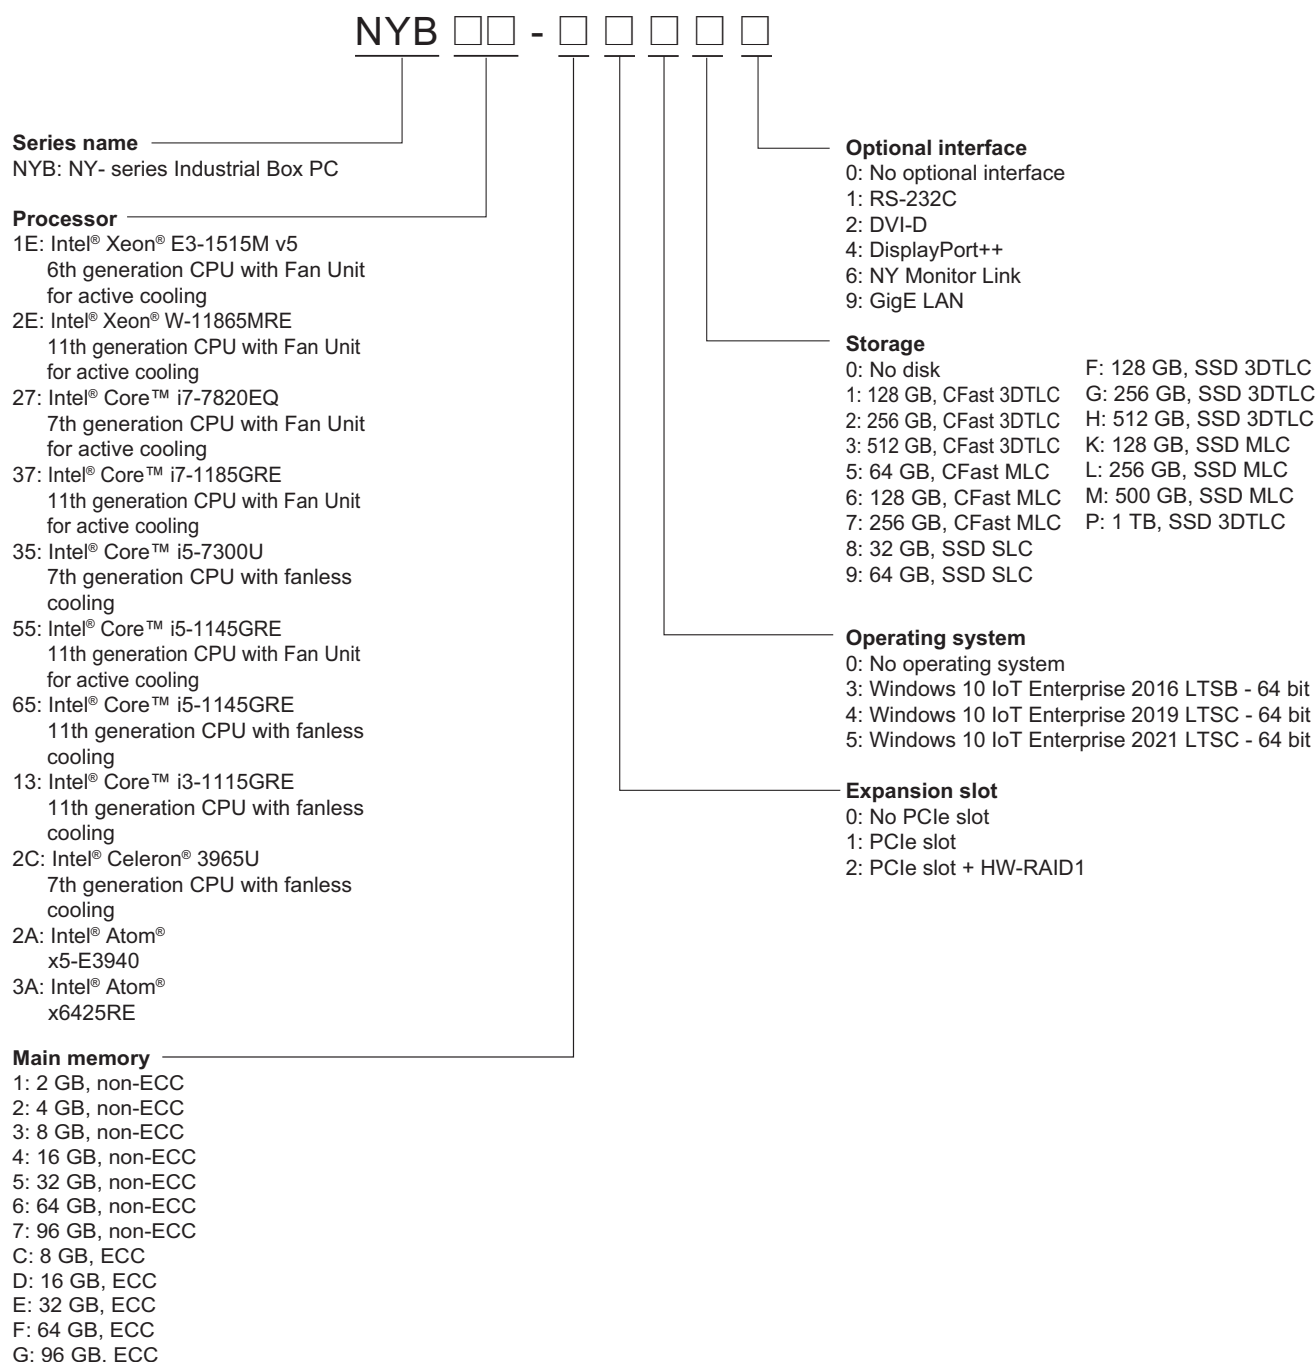 NYB □□ - □ □ □ □ □
Series name
NYB: NY- series Industrial Box PC
Processor
1E: Intel® Xeon® E3-1515M v5
6th generation CPU with Fan Unit
for active cooling
2E: Intel® Xeon® W-11865MRE
11th generation CPU with Fan Unit
for active cooling
27: Intel® Core™ i7-7820EQ
7th generation CPU with Fan Unit
for active cooling
37: Intel® Core™ i7-1185GRE
11th generation CPU with Fan Unit
for active cooling
35: Intel® Core™ i5-7300U
7th generation CPU with fanless
cooling
55: Intel® Core™ i5-1145GRE
11th generation CPU with Fan Unit
for active cooling
65: Intel® Core™ i5-1145GRE
11th generation CPU with fanless
cooling
13: Intel® Core™ i3-1115GRE
11th generation CPU with fanless
cooling
2C: Intel® Celeron® 3965U
7th generation CPU with fanless
cooling
2A: Intel® Atom®
x5-E3940
3A: Intel® Atom®
x6425RE
Main memory
1: 2 GB, non-ECC
2: 4 GB, non-ECC
3: 8 GB, non-ECC
4: 16 GB, non-ECC
5: 32 GB, non-ECC
6: 64 GB, non-ECC
7: 96 GB, non-ECC
C: 8 GB, ECC
D: 16 GB, ECC
E: 32 GB, ECC
F: 64 GB, ECC
G: 96 GB, ECC
Optional interface
0: No optional interface
1: RS-232C
2: DVI-D
4: DisplayPort++
6: NY Monitor Link
9: GigE LAN
Storage
0: No disk
1: 128 GB, CFast 3DTLC
2: 256 GB, CFast 3DTLC
3: 512 GB, CFast 3DTLC
5: 64 GB, CFast MLC
6: 128 GB, CFast MLC
7: 256 GB, CFast MLC
8: 32 GB, SSD SLC
9: 64 GB, SSD SLC
F: 128 GB, SSD 3DTLC
G: 256 GB, SSD 3DTLC
H: 512 GB, SSD 3DTLC
K: 128 GB, SSD MLC
L: 256 GB, SSD MLC
M: 500 GB, SSD MLC
P: 1 TB, SSD 3DTLC
Operating system
0: No operating system
3: Windows 10 IoT Enterprise 2016 LTSB - 64 bit
4: Windows 10 IoT Enterprise 2019 LTSC - 64 bit
5: Windows 10 IoT Enterprise 2021 LTSC - 64 bit
Expansion slot
0: No PCIe slot
1: PCIe slot
2: PCIe slot + HW-RAID1